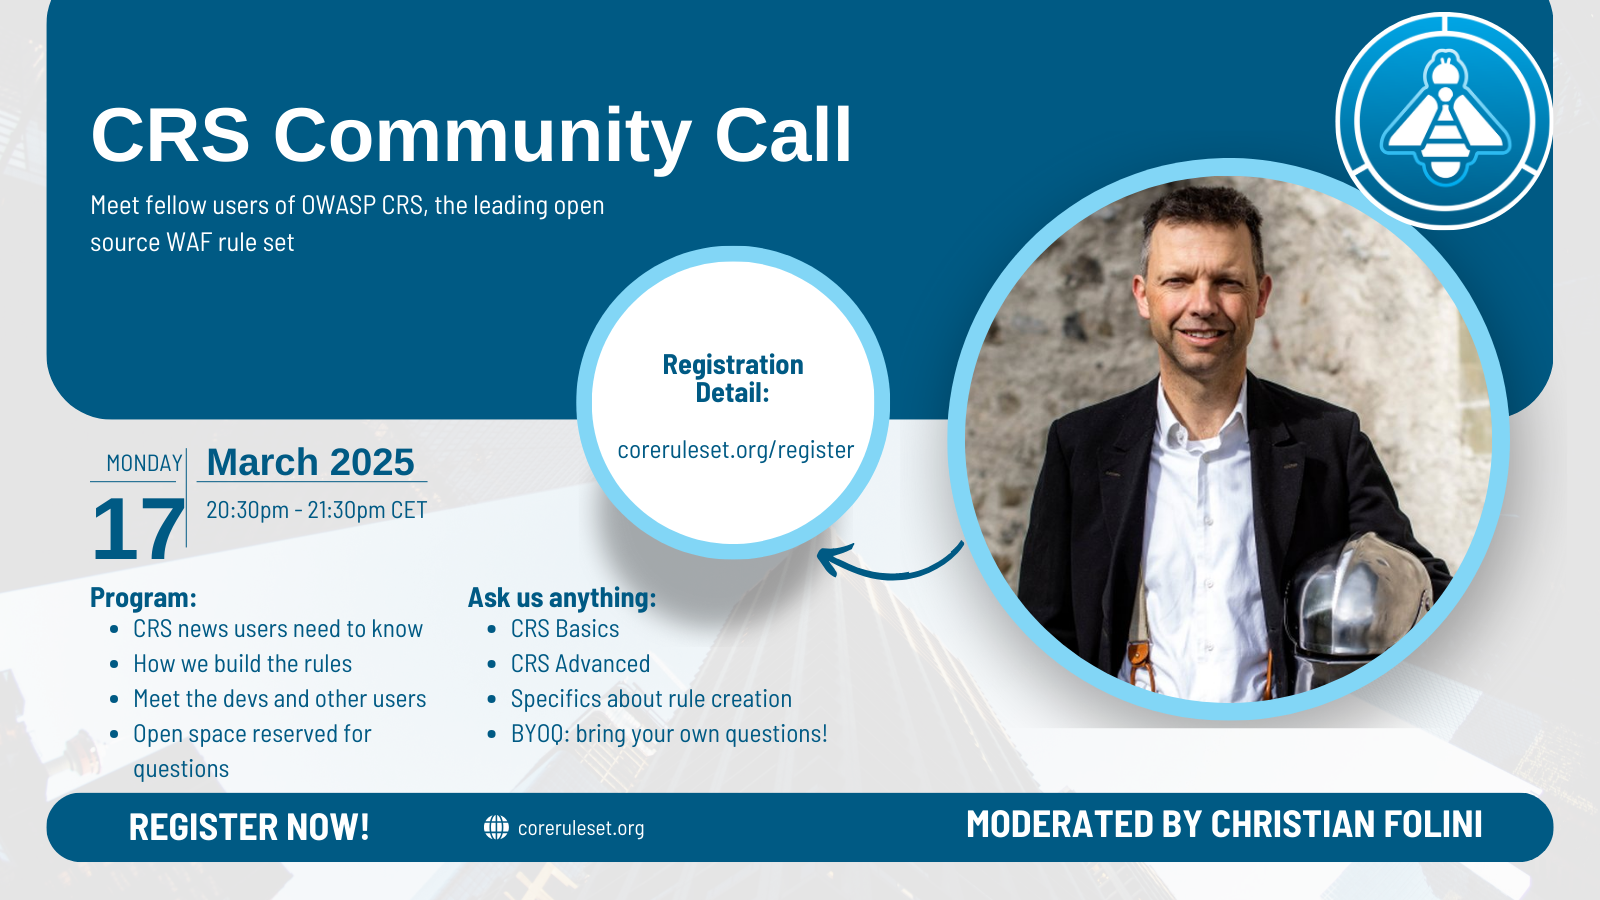 CRS Community Call
Meet fellow users of OWASP CRS, the leading open
source WAF rule set
Registration
Detail:
coreruleset.org/register
MONDAY
17
March 2025
20:30pm - 21:30pm CET
Program:
• CRS news users need to know
• How we build the rules
• Meet the devs and other users
• Open space reserved for
questions
Ask us anything:
• CRS Basics
• CRS Advanced
• Specifics about rule creation
• BYOQ: bring your own questions!
REGISTER NOW!
coreruleset.org
MODERATED BY CHRISTIAN FOLINI